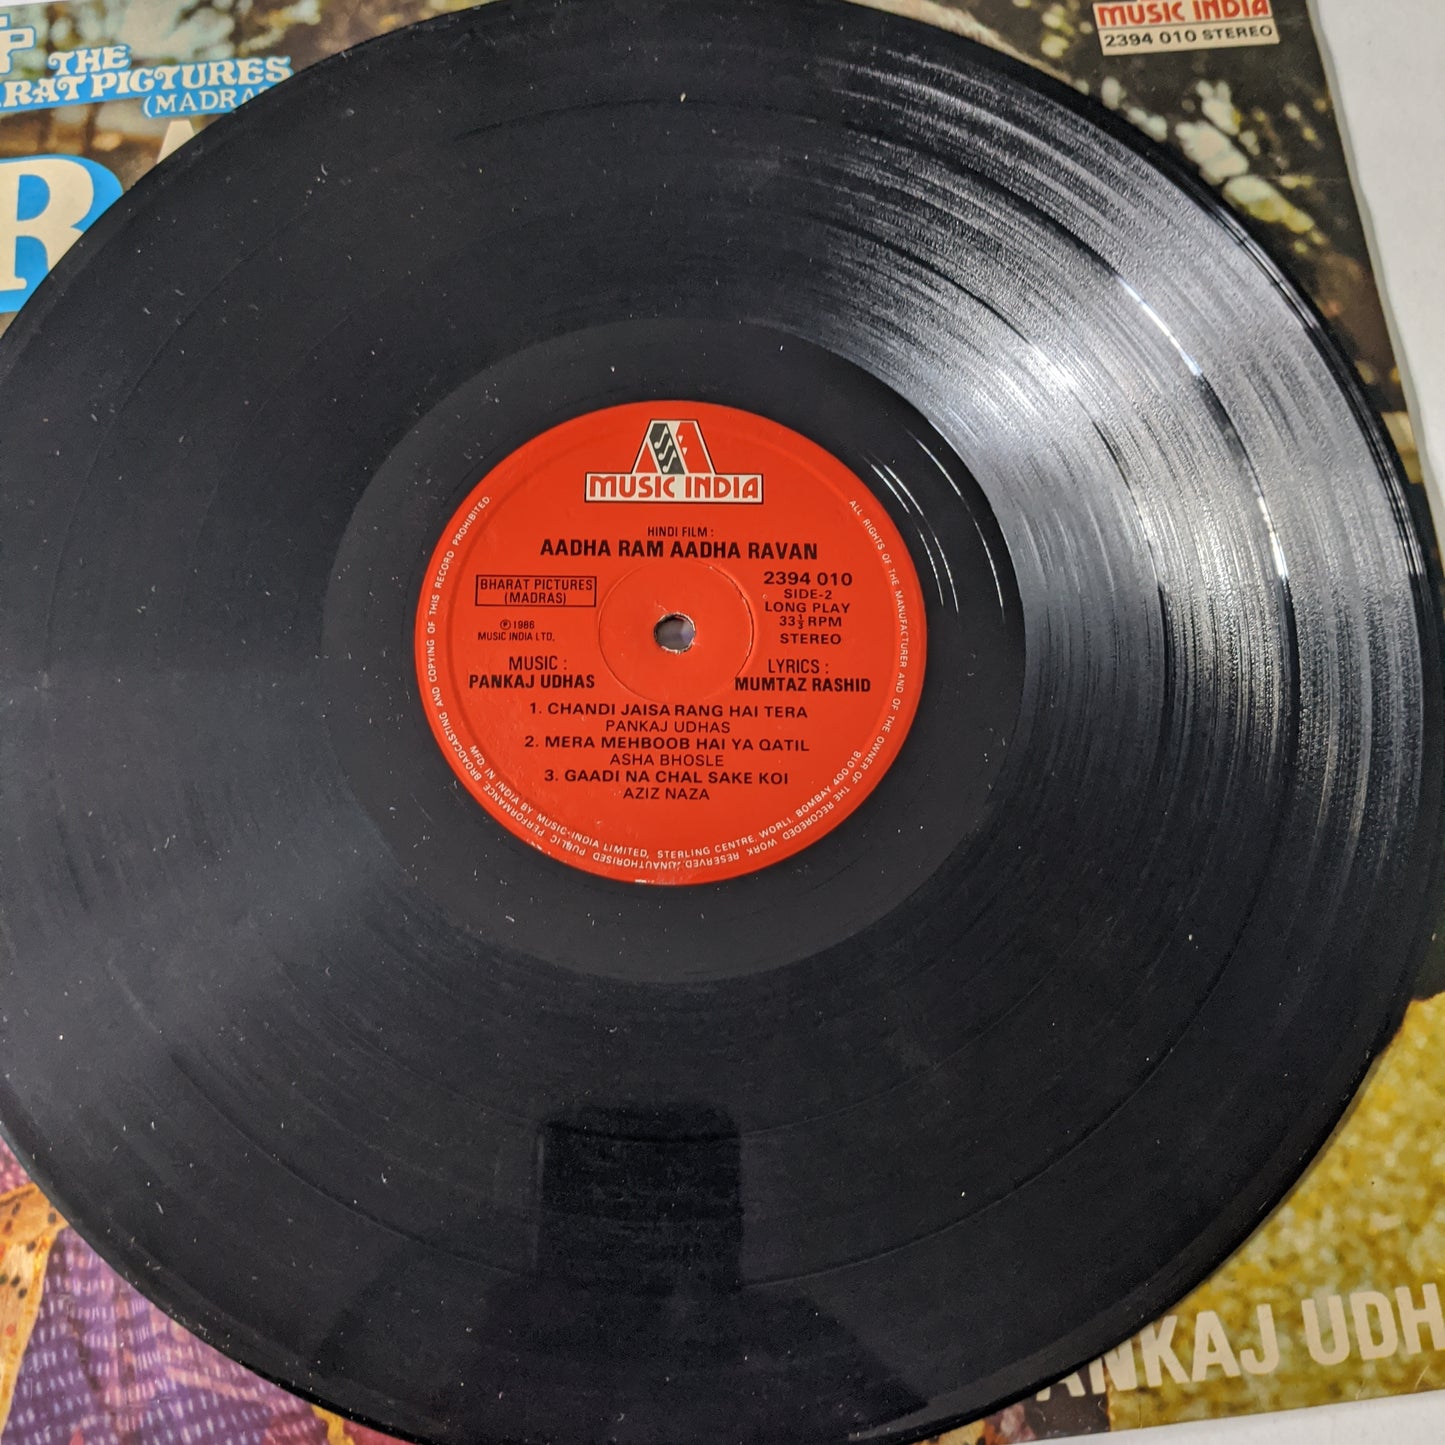 THE
PICTURES
MUSIC INDIA
2394 010 STEREO
R
MUSIC INDIA
HINDI FILM :
AADHA RAM AADHA RAVAN
BHARAT PICTURES
(MADRAS)
2394 010
SIDE-2
LONG PLAY
33⅓ RPM
STEREO
℗ 1986
MUSIC INDIA LTD.
MUSIC :
PANKAJ UDHAS
LYRICS :
MUMTAZ RASHID
1. CHANDI JAISA RANG HAI TERA
PANKAJ UDHAS
2. MERA MEHBOOB HAI YA QATIL
ASHA BHOSLE
3. GAADI NA CHAL SAKE KOI
AZIZ NAZA
ALL RIGHTS OF THE MANUFACTURER AND OF THE OWNER OF THE RECOREDED WORK RESERVED. UNAUTHORISED PUBLIC PERFORMANCE BROADCASTING AND COPYING OF THIS RECORD PROHIBITED.
MFD. IN INDIA BY MUSIC-INDIA LIMITED, STERLING CENTRE, WORLI, BOMBAY 400 018
ANKAJ UDH